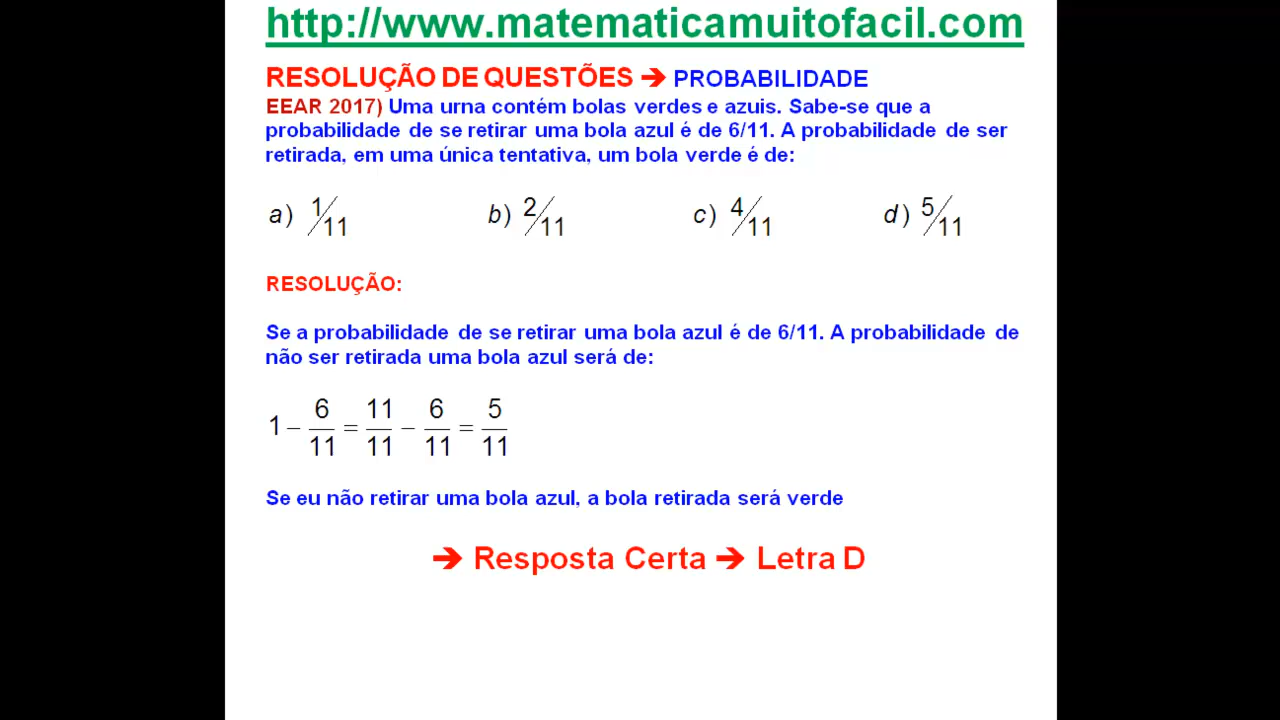 http://www.matematicamuitofacil.com
RESOLUÇÃO DE QUESTÕES ➔ PROBABILIDADE
EEAR 2017) Uma urna contém bolas verdes e azuis. Sabe-se que a
probabilidade de se retirar uma bola azul é de 6/11. A probabilidade de ser
retirada, em uma única tentativa, um bola verde é de:
a) 1/11 b) 2/11 c) 4/11 d) 5/11
RESOLUÇÃO:
Se a probabilidade de se retirar uma bola azul é de 6/11. A probabilidade de
não ser retirada uma bola azul será de:
1 − 6/11 = 11/11 − 6/11 = 5/11
Se eu não retirar uma bola azul, a bola retirada será verde
➔ Resposta Certa ➔ Letra D